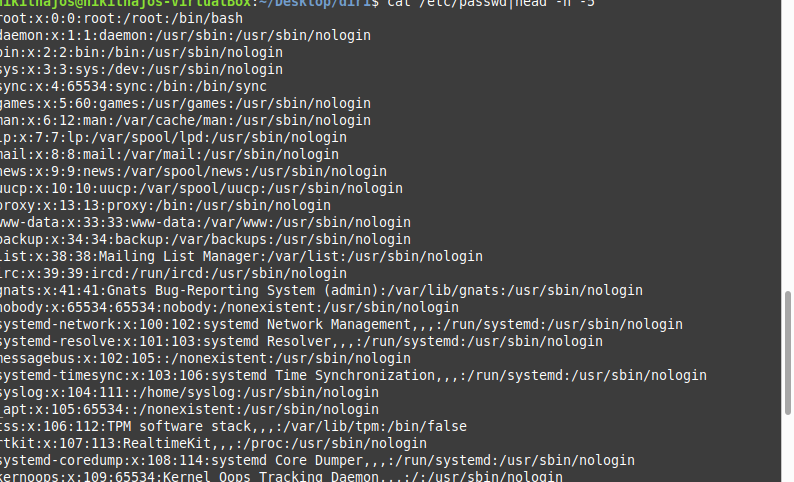 nikithajos@nikithajos-VirtualBox:~/Desktop/dir1$ cat /etc/passwd|head -n -5
root:x:0:0:root:/root:/bin/bash
daemon:x:1:1:daemon:/usr/sbin:/usr/sbin/nologin
bin:x:2:2:bin:/bin:/usr/sbin/nologin
sys:x:3:3:sys:/dev:/usr/sbin/nologin
sync:x:4:65534:sync:/bin:/bin/sync
games:x:5:60:games:/usr/games:/usr/sbin/nologin
man:x:6:12:man:/var/cache/man:/usr/sbin/nologin
lp:x:7:7:lp:/var/spool/lpd:/usr/sbin/nologin
mail:x:8:8:mail:/var/mail:/usr/sbin/nologin
news:x:9:9:news:/var/spool/news:/usr/sbin/nologin
uucp:x:10:10:uucp:/var/spool/uucp:/usr/sbin/nologin
proxy:x:13:13:proxy:/bin:/usr/sbin/nologin
www-data:x:33:33:www-data:/var/www:/usr/sbin/nologin
backup:x:34:34:backup:/var/backups:/usr/sbin/nologin
list:x:38:38:Mailing List Manager:/var/list:/usr/sbin/nologin
irc:x:39:39:ircd:/run/ircd:/usr/sbin/nologin
gnats:x:41:41:Gnats Bug-Reporting System (admin):/var/lib/gnats:/usr/sbin/nologin
nobody:x:65534:65534:nobody:/nonexistent:/usr/sbin/nologin
systemd-network:x:100:102:systemd Network Management,,,:/run/systemd:/usr/sbin/nologin
systemd-resolve:x:101:103:systemd Resolver,,,:/run/systemd:/usr/sbin/nologin
messagebus:x:102:105::/nonexistent:/usr/sbin/nologin
systemd-timesync:x:103:106:systemd Time Synchronization,,,:/run/systemd:/usr/sbin/nologin
syslog:x:104:111::/home/syslog:/usr/sbin/nologin
_apt:x:105:65534::/nonexistent:/usr/sbin/nologin
tss:x:106:112:TPM software stack,,,:/var/lib/tpm:/bin/false
rtkit:x:107:113:RealtimeKit,,,:/proc:/usr/sbin/nologin
systemd-coredump:x:108:114:systemd Core Dumper,,,:/run/systemd:/usr/sbin/nologin
kernoops:x:109:65534:Kernel Oops Tracking Daemon,,,:/:/usr/sbin/nologin